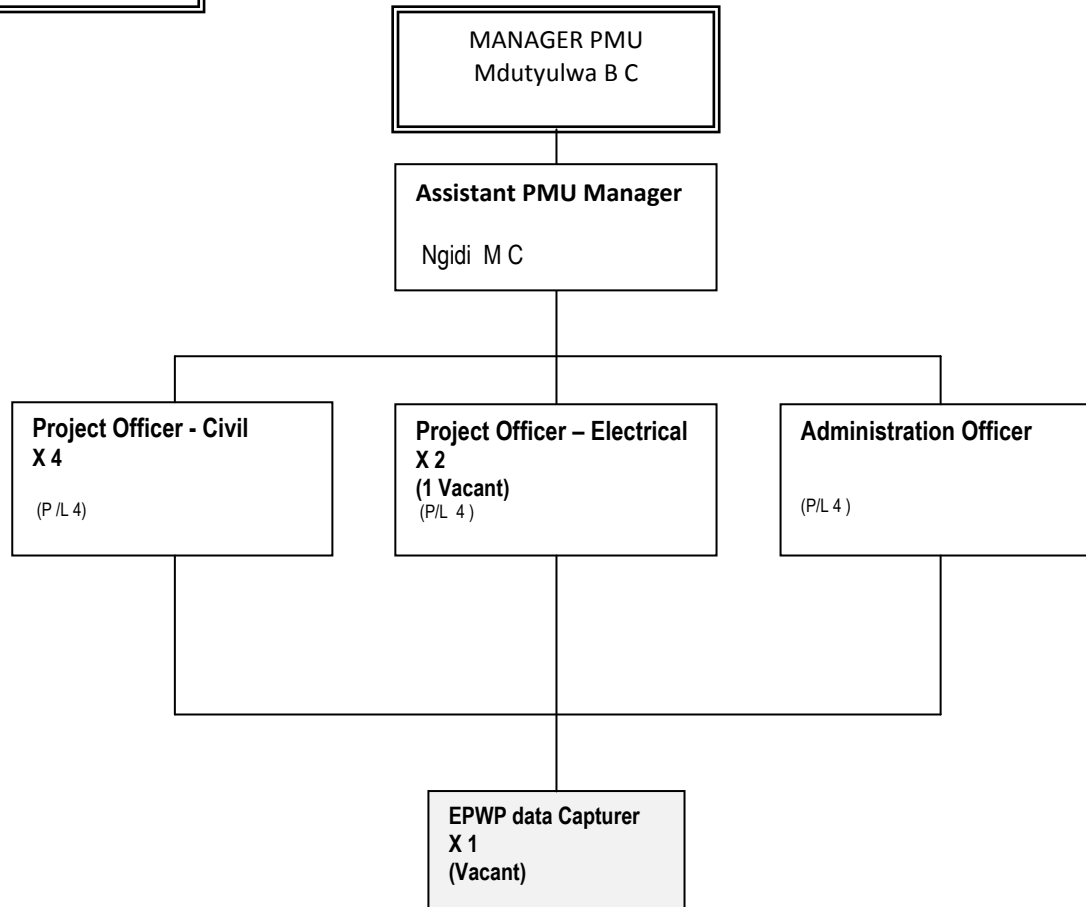 MANAGER PMU
Mdutyulwa B C
Assistant PMU Manager
Ngidi M C
Project Officer - Civil
X 4
(P /L 4)
Project Officer – Electrical
X 2
(1 Vacant)
(P/L 4 )
Administration Officer
(P/L 4 )
EPWP data Capturer
X 1
(Vacant)